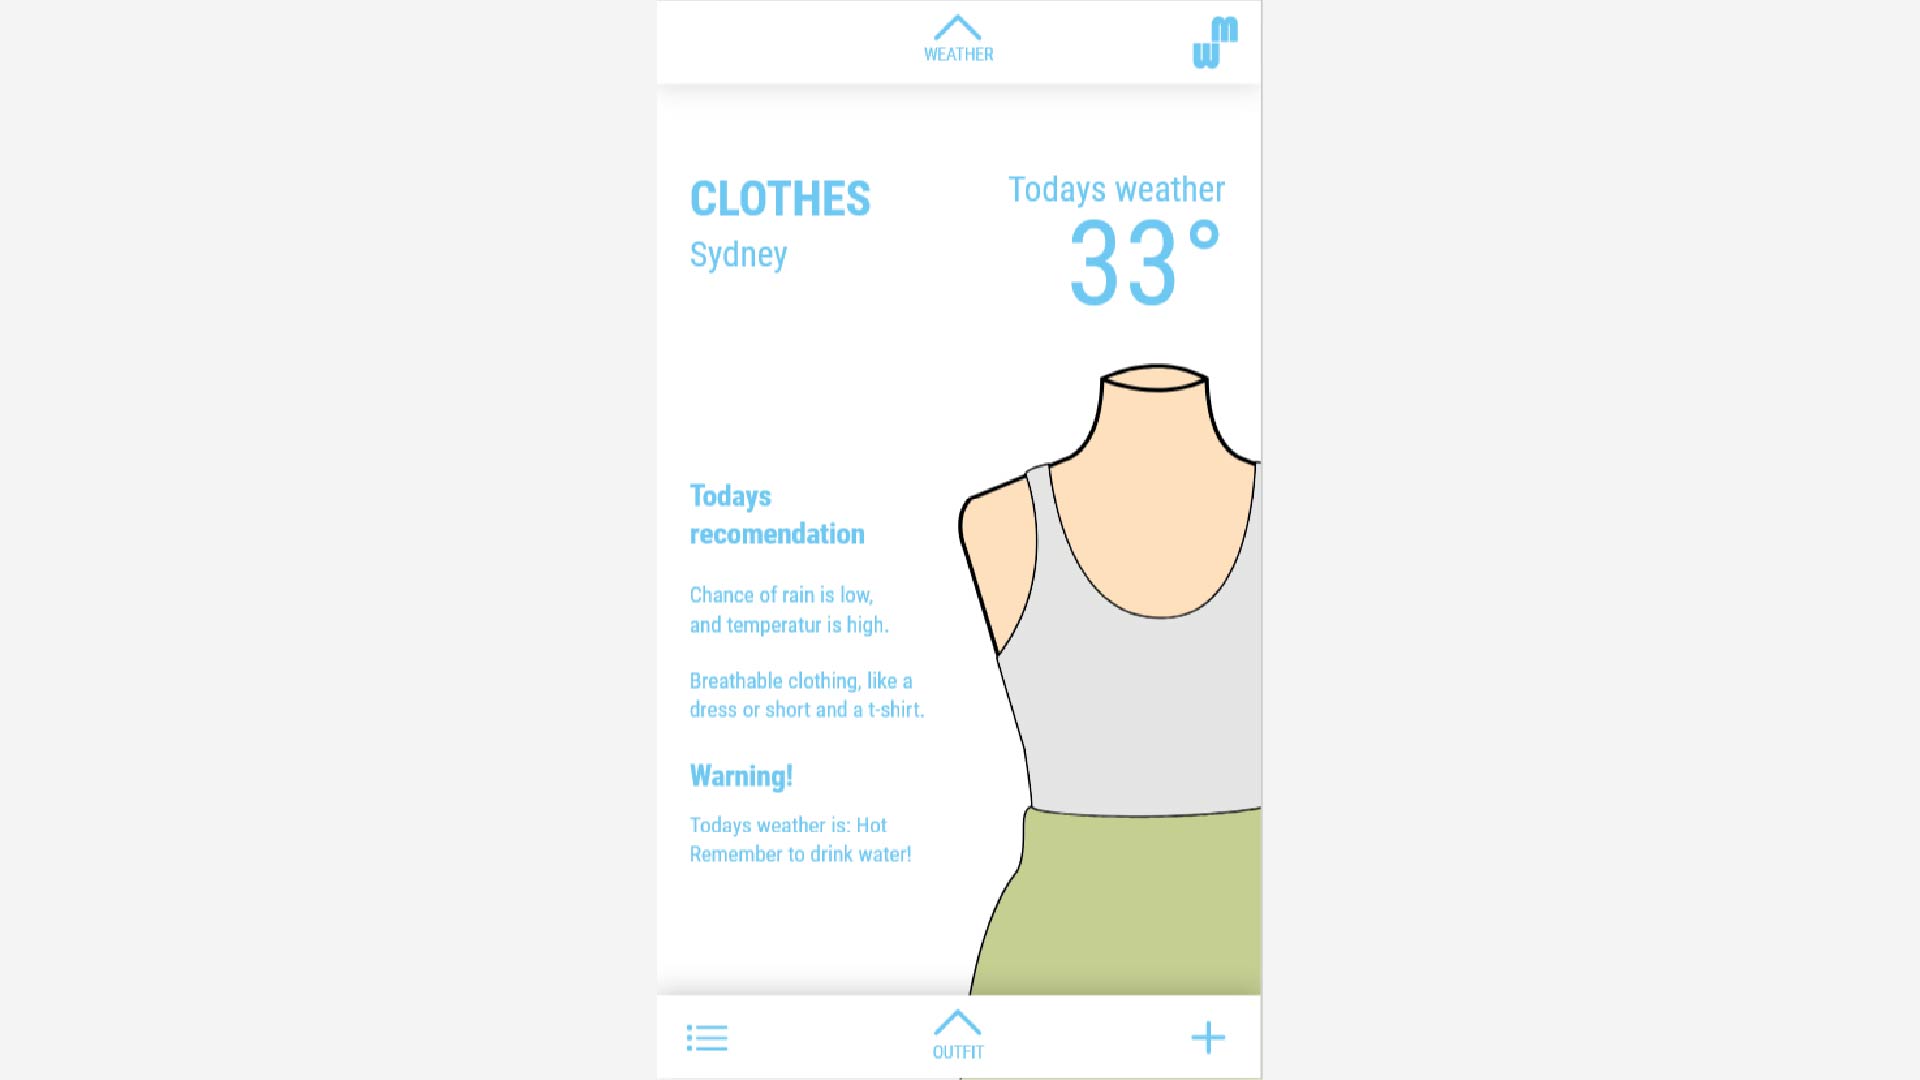 WEATHER
mw
CLOTHES
Sydney
Todays weather
33°
Todays
recomendation
Chance of rain is low,
and temperatur is high.
Breathable clothing, like a
dress or short and a t-shirt.
Warning!
Todays weather is: Hot
Remember to drink water!
OUTFIT